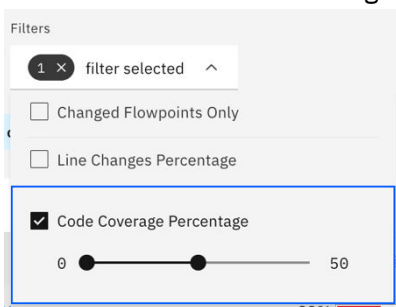 Filters
1 × filter selected
Changed Flowpoints Only
Line Changes Percentage
Code Coverage Percentage
0 50